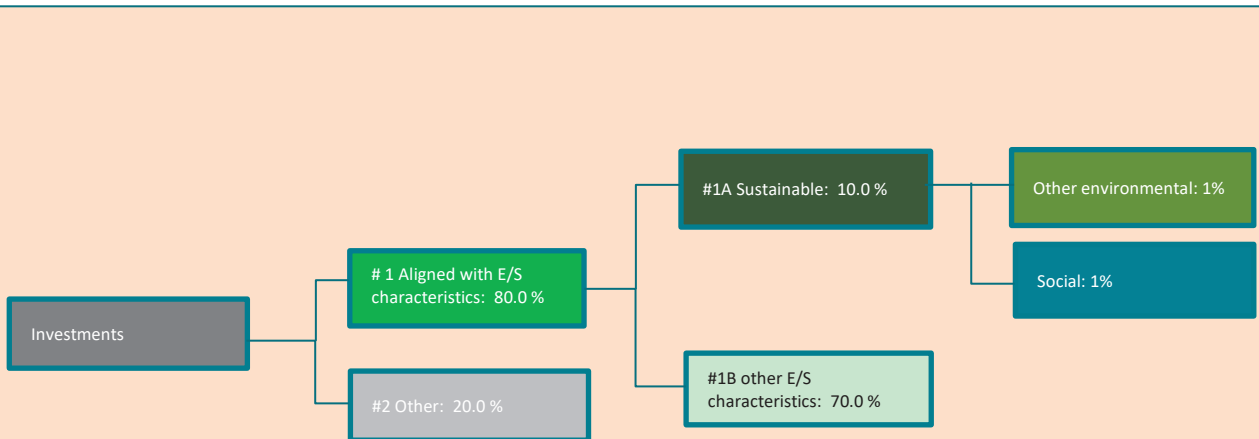 #1A Sustainable: 10.0 %
Other environmental: 1%
# 1 Aligned with E/S
characteristics: 80.0 %
Social: 1%
Investments
#1B other E/S
characteristics: 70.0 %
#2 Other: 20.0 %